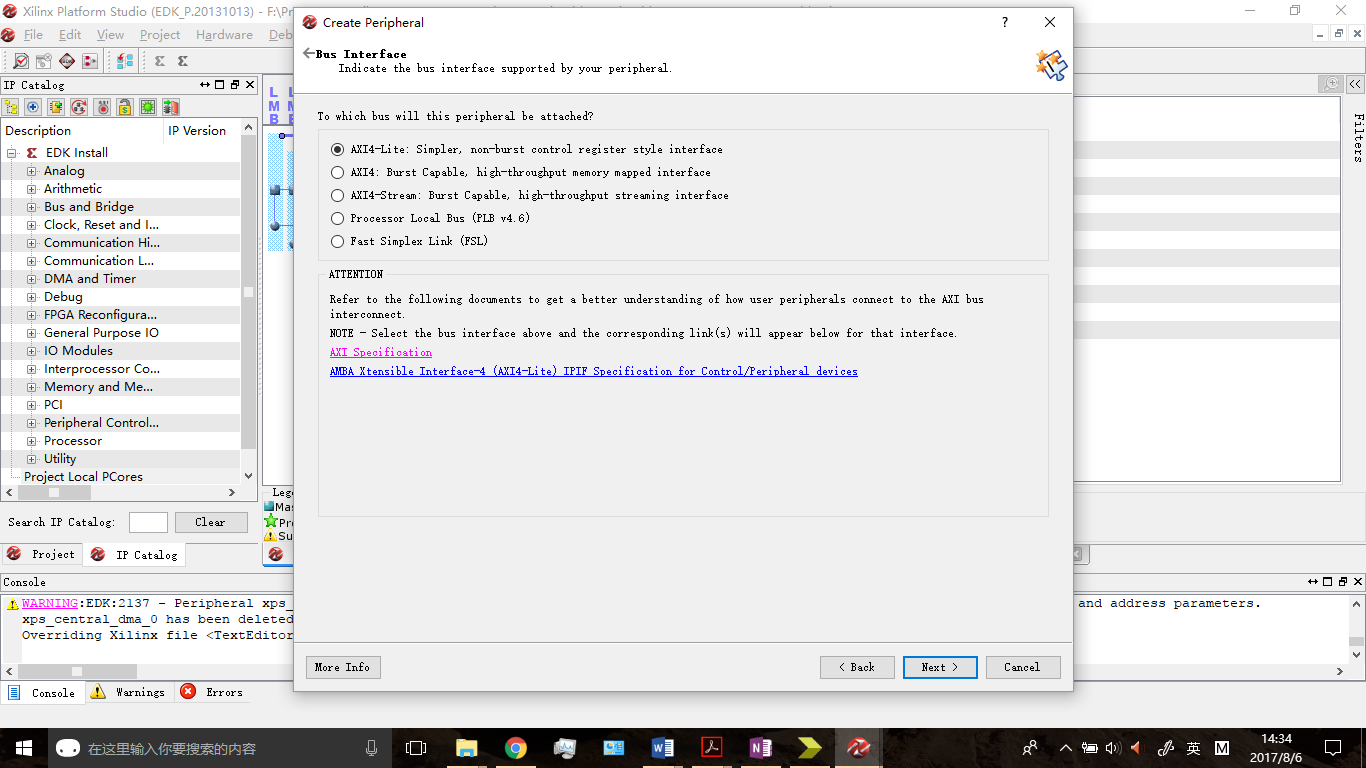 Xilinx Platform Studio (EDK_P.20131013) - F:\Pr
File Edit View Project Hardware Deb
IP Catalog
Description IP Version
EDK Install
Analog
Arithmetic
Bus and Bridge
Clock, Reset and I...
Communication Hi...
Communication L...
DMA and Timer
Debug
FPGA Reconfigura...
General Purpose IO
IO Modules
Interprocessor Co...
Memory and Me...
PCI
Peripheral Control...
Processor
Utility
Project Local PCores
Search IP Catalog: Clear
Project IP Catalog
L
M
B
L
M
B
Lege
Mas
Pro
Su
Create Peripheral
Bus Interface
Indicate the bus interface supported by your peripheral.
To which bus will this peripheral be attached?
AXI4-Lite: Simpler, non-burst control register style interface
AXI4: Burst Capable, high-throughput memory mapped interface
AXI4-Stream: Burst Capable, high-throughput streaming interface
Processor Local Bus (PLB v4.6)
Fast Simplex Link (FSL)
ATTENTION
Refer to the following documents to get a better understanding of how user peripherals connect to the AXI bus
interconnect.
NOTE - Select the bus interface above and the corresponding link(s) will appear below for that interface.
AXI Specification
AMBA Xtensible Interface-4 (AXI4-Lite) IPIF Specification for Control/Peripheral devices
More Info < Back Next > Cancel
Filters
Console
WARNING:EDK:2137 - Peripheral xps_ and address parameters.
xps_central_dma_0 has been deleted
Overriding Xilinx file <TextEditor
Console Warnings Errors
在这里输入你要搜索的内容
英
M
14:34
2017/8/6